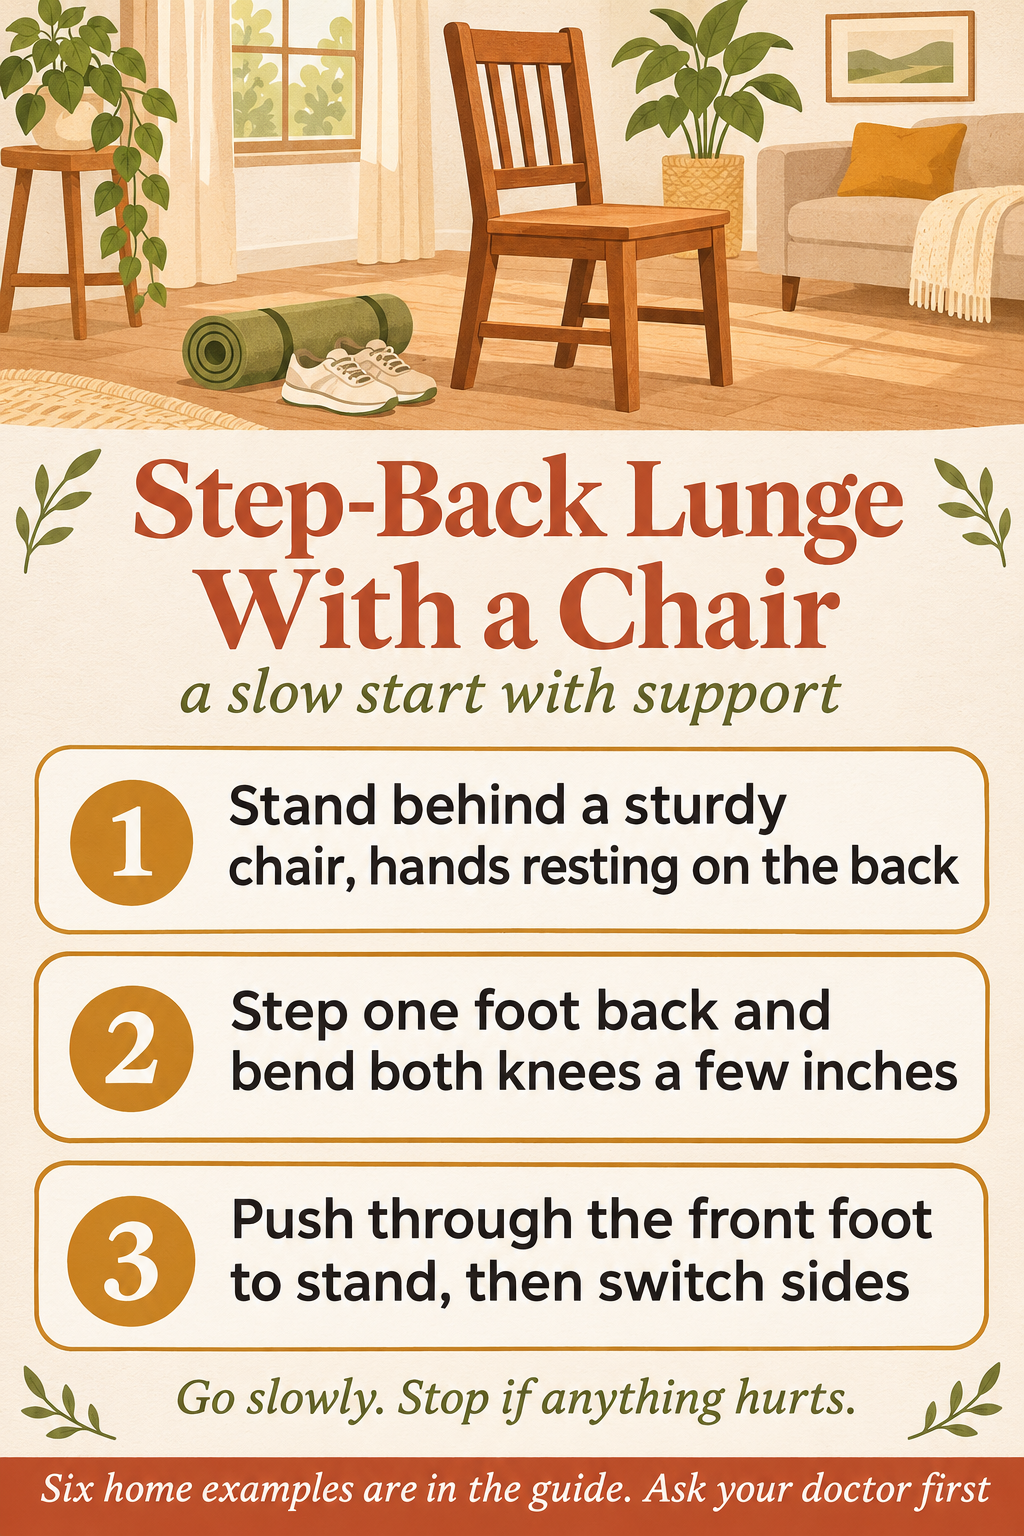 Step-Back Lunge
With a Chair
a slow start with support
1
Stand behind a sturdy
chair, hands resting on the back
2
Step one foot back and
bend both knees a few inches
3
Push through the front foot
to stand, then switch sides
Go slowly. Stop if anything hurts.
Six home examples are in the guide. Ask your doctor first